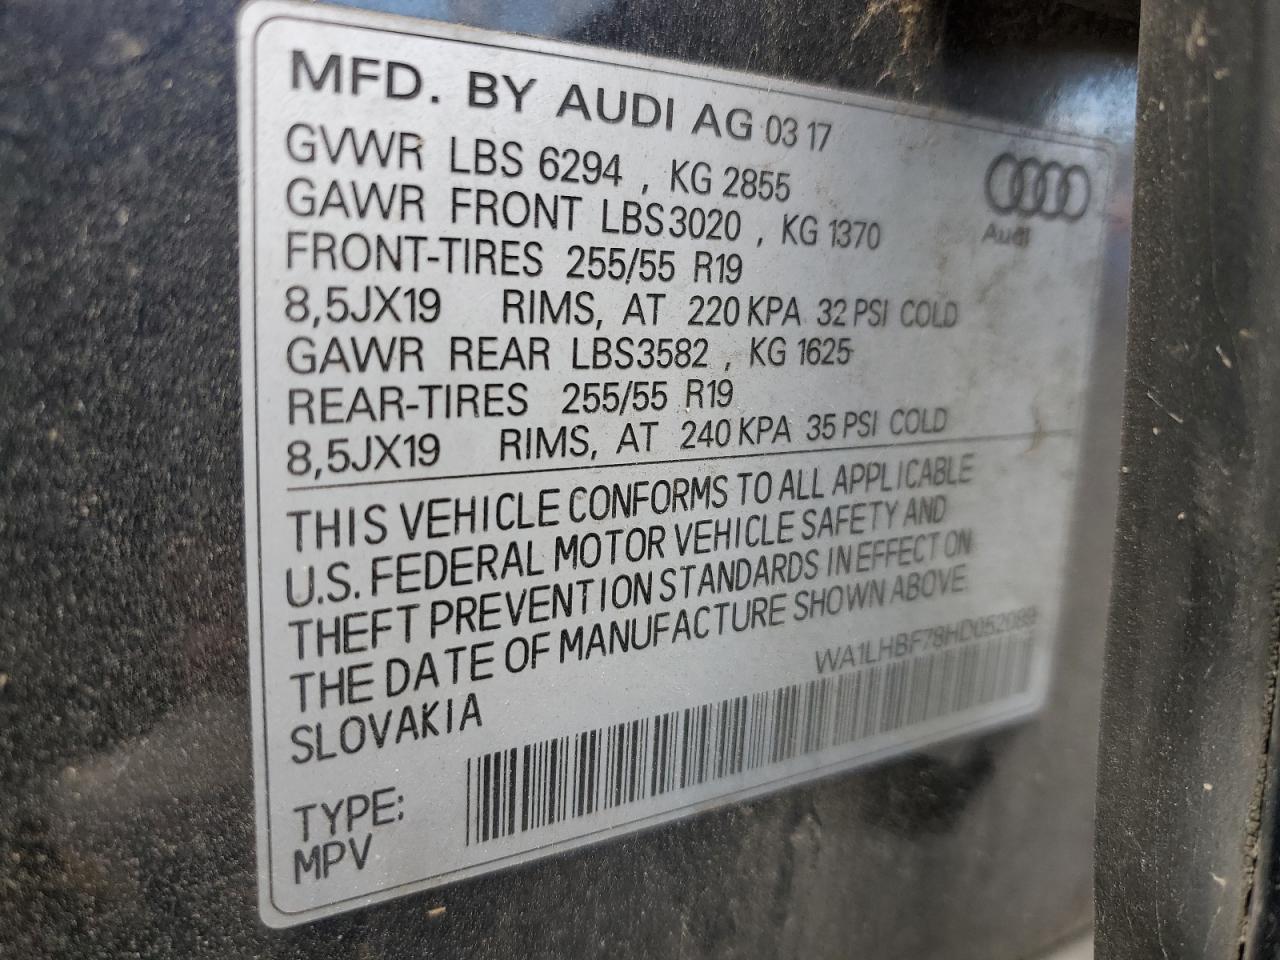 MFD. BY AUDI AG 03 17
GVWR LBS 6294 , KG 2855
GAWR FRONT LBS3020 , KG 1370
FRONT-TIRES 255/55 R19
8,5JX19 RIMS, AT 220 KPA 32 PSI COLD
GAWR REAR LBS3582 , KG 1625
REAR-TIRES 255/55 R19
8,5JX19 RIMS, AT 240 KPA 35 PSI COLD
Audi
THIS VEHICLE CONFORMS TO ALL APPLICABLE
U.S. FEDERAL MOTOR VEHICLE SAFETY AND
THEFT PREVENTION STANDARDS IN EFFECT ON
THE DATE OF MANUFACTURE SHOWN ABOVE.
SLOVAKIA
WA1LHBF78HD052089
TYPE:
MPV